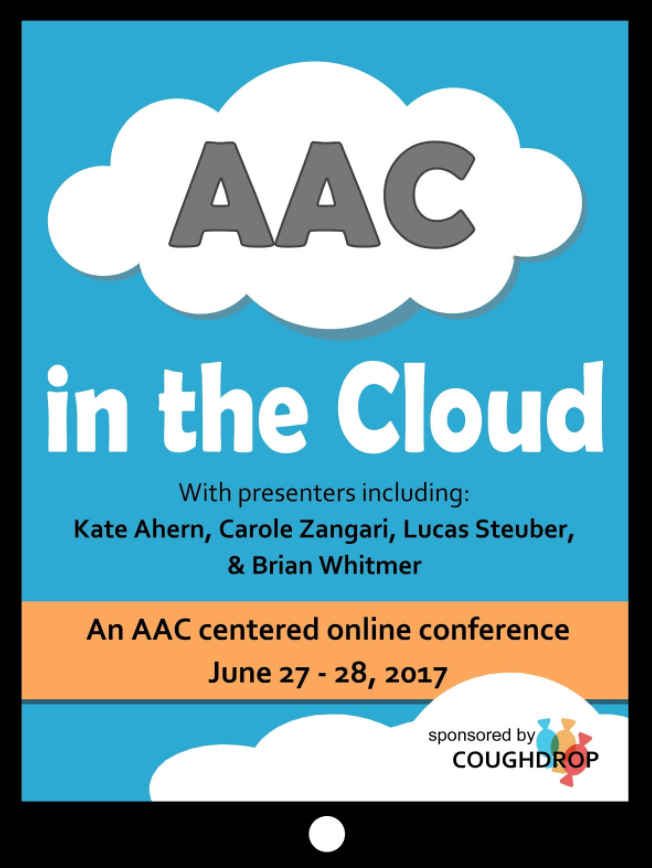 AAC
in the Cloud
With presenters including:
Kate Ahern, Carole Zangari, Lucas Steuber,
& Brian Whitmer
An AAC centered online conference
June 27 - 28, 2017
sponsored by
COUGHDROP